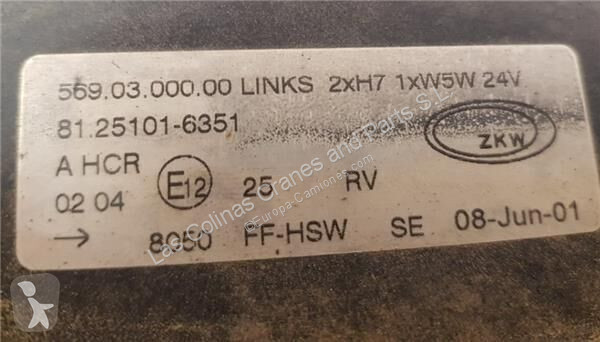 569.03.000.00 LINKS 2xH7 1xW5W 24V
81.25101-6351
ZKW
A HCR
02 04 E12 25 RV
→ 8050 FF-HSW SE 08-Jun-01
Las Colinas Cranes and Parts S.L.
©Europa-Camiones.com